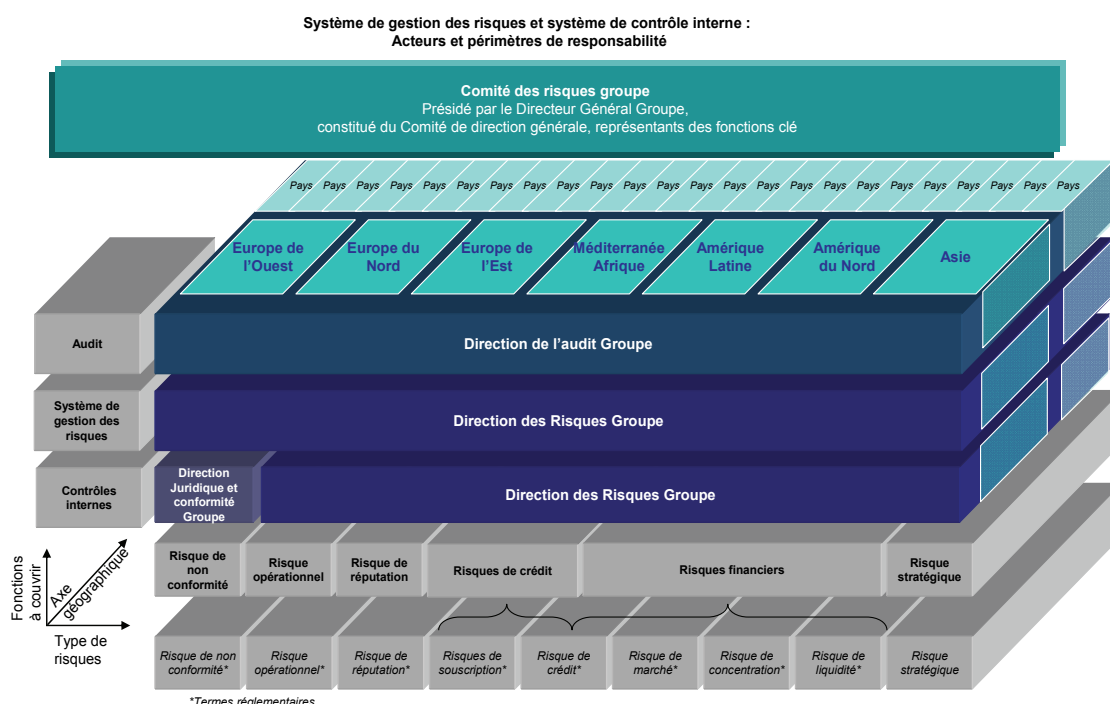 Système de gestion des risques et système de contrôle interne :
Acteurs et périmètres de responsabilité
Comité des risques groupe
Présidé par le Directeur Général Groupe,
constitué du Comité de direction générale, représentants des fonctions clé
Pays Pays Pays Pays Pays Pays Pays Pays Pays Pays Pays Pays Pays Pays Pays Pays Pays Pays Pays Pays Pays Pays Pays Pays
Europe de
l'Ouest
Europe du
Nord
Europe de
l'Est
Méditerranée
Afrique
Amérique
Latine
Amérique
du Nord
Asie
Audit
Direction de l'audit Groupe
Système de
gestion des
risques
Direction des Risques Groupe
Contrôles
internes
Direction
Juridique et
conformité
Groupe
Direction des Risques Groupe
Fonctions
à couvrir
Axe
géographique
Type de
risques
Risque de
non
conformité
Risque
opérationnel
Risque de
réputation
Risques de crédit
Risques financiers
Risque
stratégique
Risque de non
conformité*
Risque
opérationnel*
Risque de
réputation*
Risques de
souscription*
Risque de
crédit*
Risque de
marché*
Risque de
concentration*
Risque de
liquidité*
Risque
stratégique
*Termes réglementaires